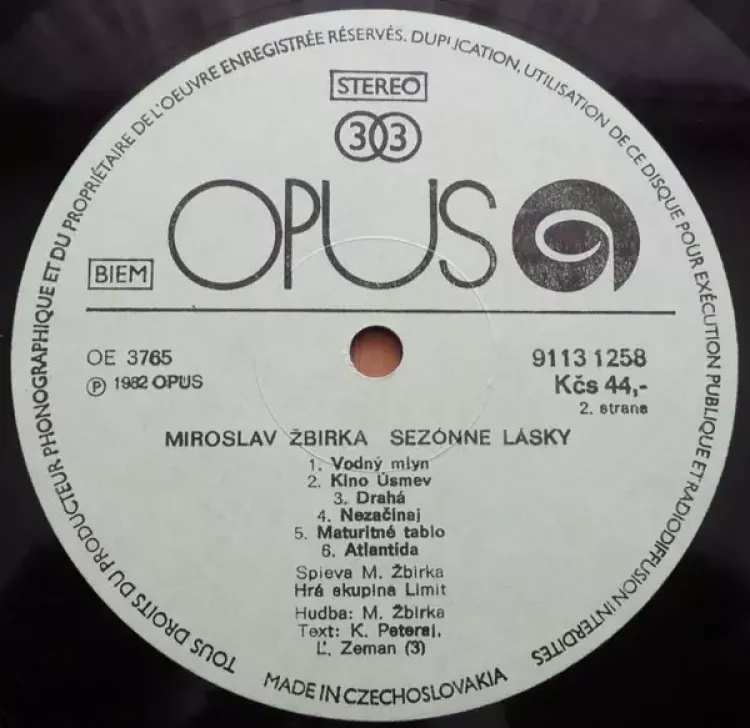 TOUS DROITS DU PRODUCTEUR PHONOGRAPHIQUE ET DU PROPRIÉTAIRE DE L'OEUVRE ENREGISTRÉE RÉSERVÉS. DUPLICATION, UTILISATION DE CE DISQUE POUR EXÉCUTION PUBLIQUE ET RADIODIFFUSION INTERDITES
STEREO
33
OPUS
BIEM
OE 3765
9113 1258
Ⓟ 1982 OPUS
Kčs 44,-
2. strana
MIROSLAV ŽBIRKA SEZÓNNE LÁSKY
1. Vodný mlyn
2. Kino Úsmev
3. Drahá
4. Nezačínaj
5. Maturitné tablo
6. Atlantída
Spieva M. Žbirka
Hrá skupina Limit
Hudba: M. Žbirka
Text: K. Peteraj,
Ľ. Zeman (3)
MADE IN CZECHOSLOVAKIA